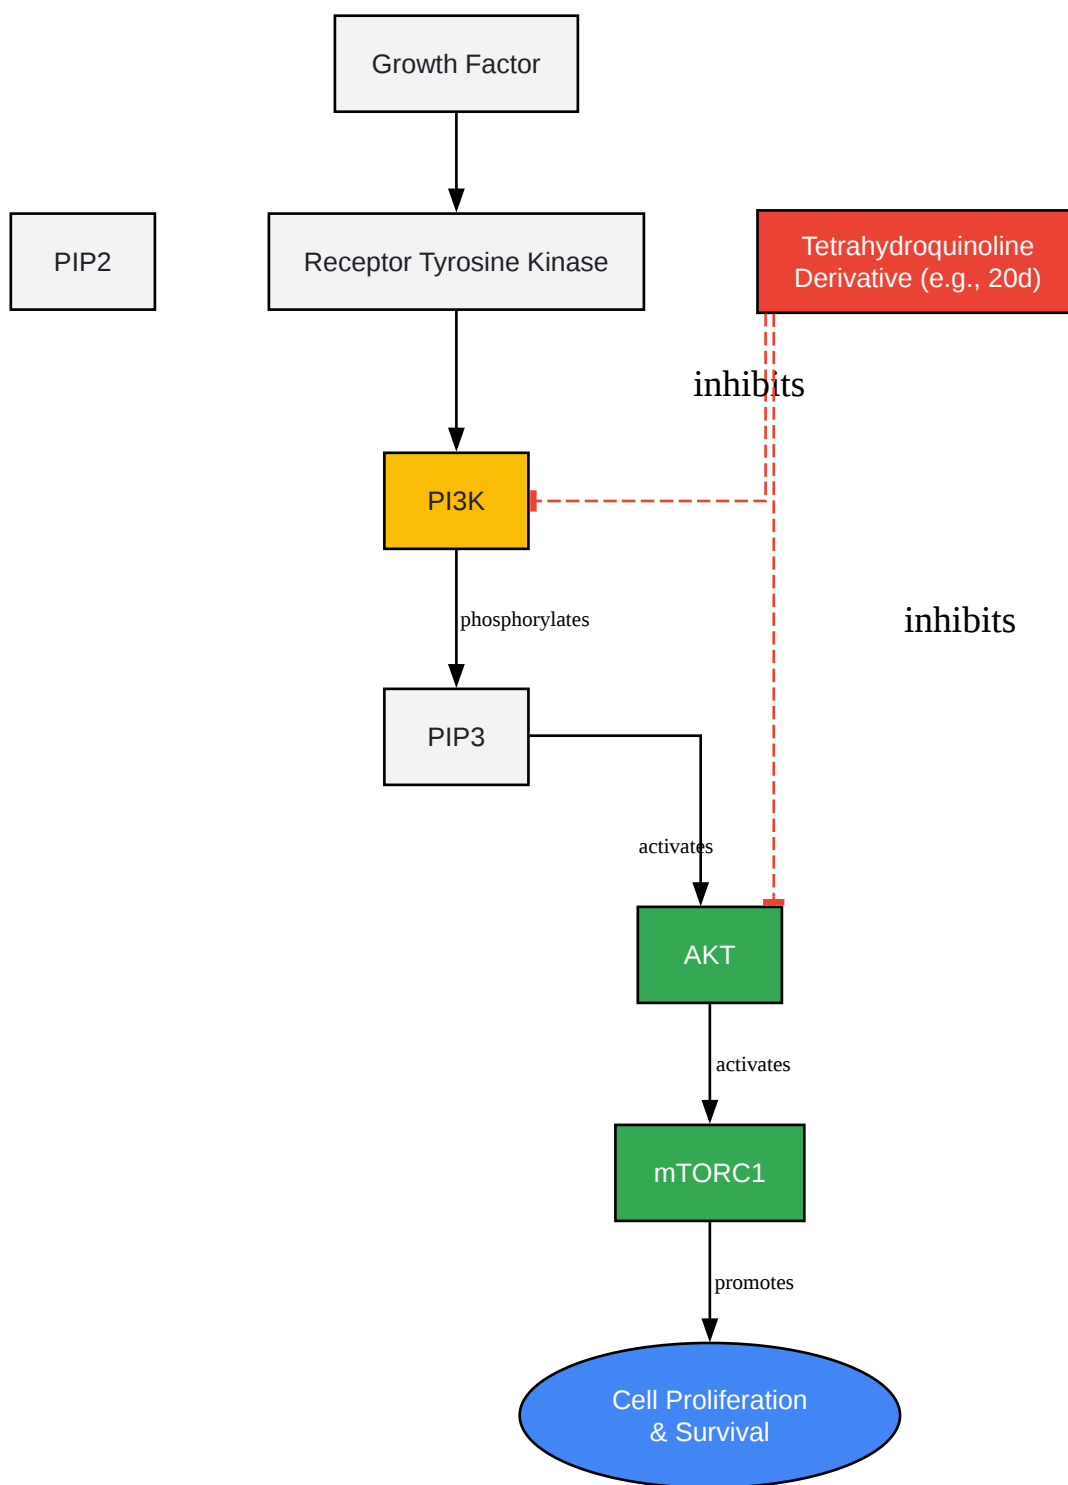 Growth Factor
PIP2
Receptor Tyrosine Kinase
Tetrahydroquinoline
Derivative (e.g., 20d)
inhibits
PI3K
phosphorylates
inhibits
PIP3
activates
AKT
activates
mTORC1
promotes
Cell Proliferation
& Survival